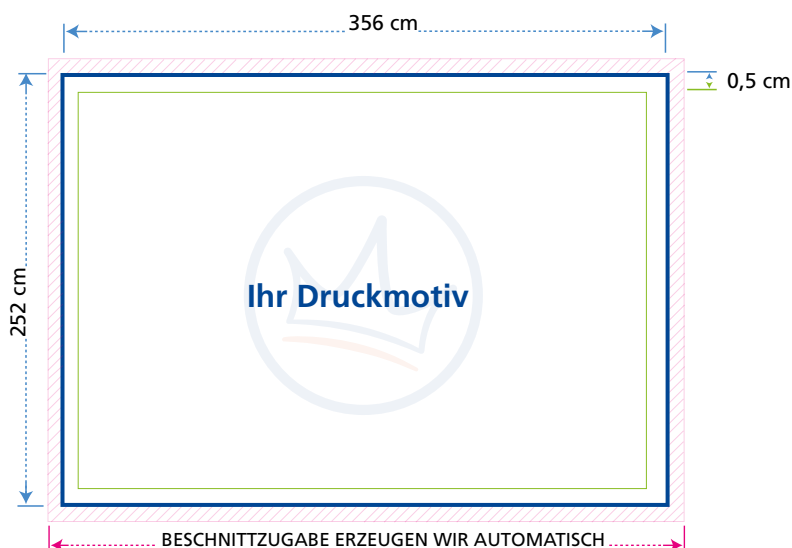 356 cm
0,5 cm
252 cm
Ihr Druckmotiv
BESCHNITTZUGABE ERZEUGEN WIR AUTOMATISCH